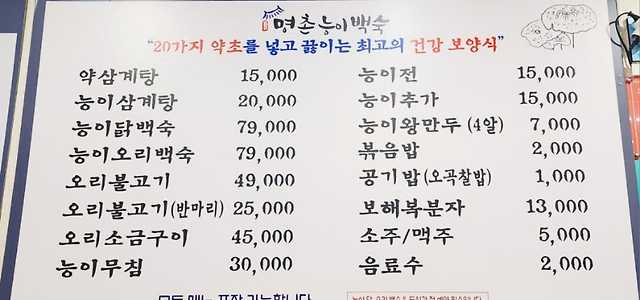 명촌능이백숙
“20가지 약초를 넣고 끓이는 최고의 건강 보양식”
약삼계탕 15,000
능이삼계탕 20,000
능이닭백숙 79,000
능이오리백숙 79,000
오리불고기 49,000
오리불고기(반마리) 25,000
오리소금구이 45,000
능이무침 30,000
능이전 15,000
능이추가 15,000
능이왕만두 (4알) 7,000
볶음밥 2,000
공기밥 (오곡찰밥) 1,000
보해복분자 13,000
소주/맥주 5,000
음료수 2,000